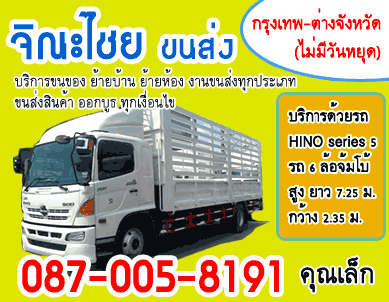 จิณะไชย ขนส่ง
กรุงเทพ-ต่างจังหวัด
(ไม่มีวันหยุด)
บริการขนของ ย้ายบ้าน ย้ายห้อง งานขนส่งทุกประเภท
ขนส่งสินค้า ออกบูธ ทุกเงื่อนไข
บริการด้วยรถ
HINO series 5
รถ 6 ล้อจัมโบ้
สูง ยาว 7.25 ม.
กว้าง 2.35 ม.
HINO
500
087-005-8191 คุณเล็ก